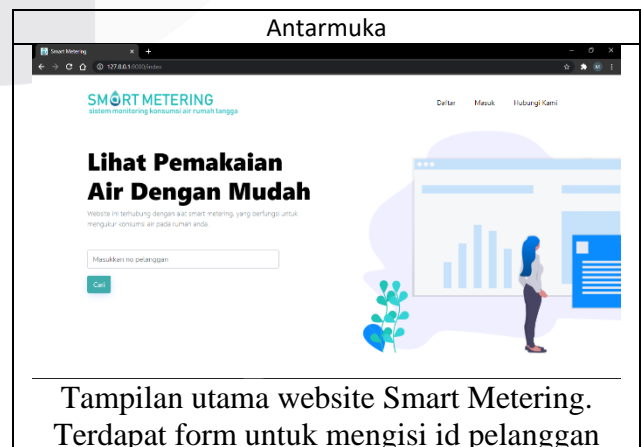 Antarmuka
Smart Metering
127.0.0.1:8080/index
SMART METERING
sistem monitoring konsumsi air rumah tangga
Daftar Masuk Hubungi Kami
Lihat Pemakaian
Air Dengan Mudah
Website ini terhubung dengan alat smart metering, yang berfungsi untuk
mengukur konsumsi air pada rumah anda.
Masukkan no pelanggan
Cari
Tampilan utama website Smart Metering.
Terdapat form untuk mengisi id pelanggan